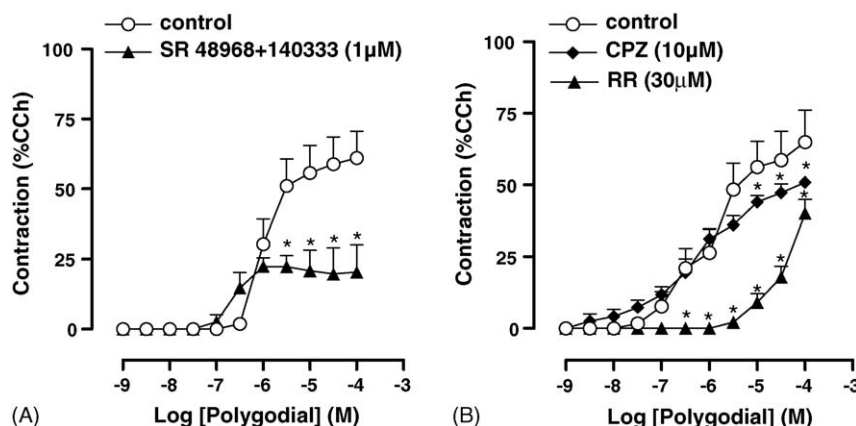 control
SR 48968+140333 (1µM)
100
75
50
25
0
Contraction (%CCh)
* * * *
-9 -8 -7 -6 -5 -4 -3
(A) Log [Polygodial] (M)
control
CPZ (10µM)
RR (30µM)
100
75
50
25
0
Contraction (%CCh)
* * *
* * * * * *
-9 -8 -7 -6 -5 -4 -3
(B) Log [Polygodial] (M)